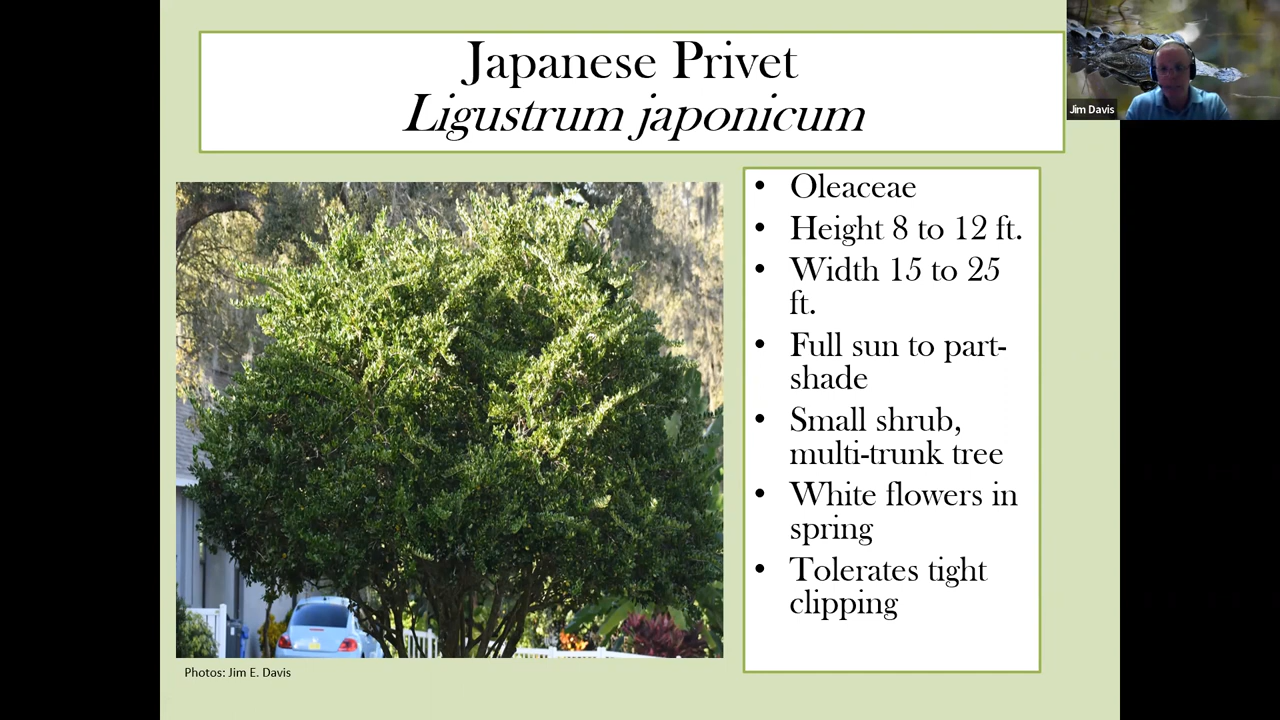 Japanese Privet
Ligustrum japonicum
Jim Davis
• Oleaceae
• Height 8 to 12 ft.
• Width 15 to 25
ft.
• Full sun to part-
shade
• Small shrub,
multi-trunk tree
• White flowers in
spring
• Tolerates tight
clipping
Photos: Jim E. Davis